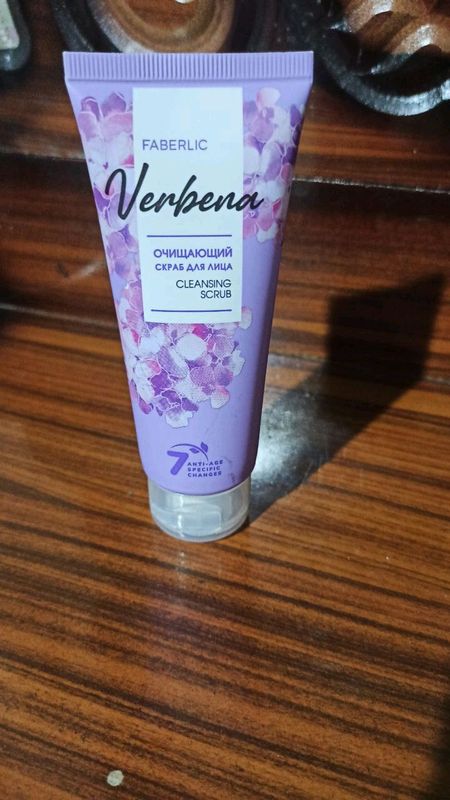 FABERLIC
Verbena
ОЧИЩАЮЩИЙ
СКРАБ ДЛЯ ЛИЦА
CLEANSING
SCRUB
7 ANTI-AGE
SPECIFIC
CHANGES